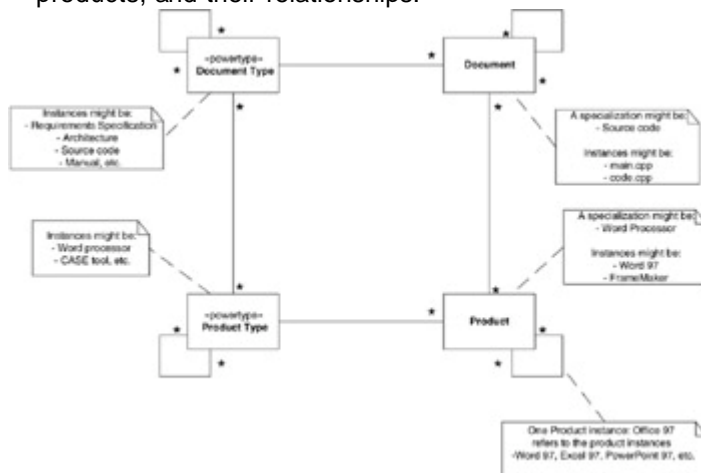 products, and their relationships.
«powertype»
Document Type
Document
Instances might be:
- Requirements Specification
- Architecture
- Source code
- Manual, etc.
A specialization might be:
- Source code
Instances might be:
- main.cpp
- code.cpp
Instances might be:
- Word processor
- CASE tool, etc.
A specialization might be:
- Word Processor
Instances might be:
- Word 97
- FrameMaker
«powertype»
Product Type
Product
One Product instance: Office 97
refers to the product instances
-Word 97, Excel 97, PowerPoint 97, etc.